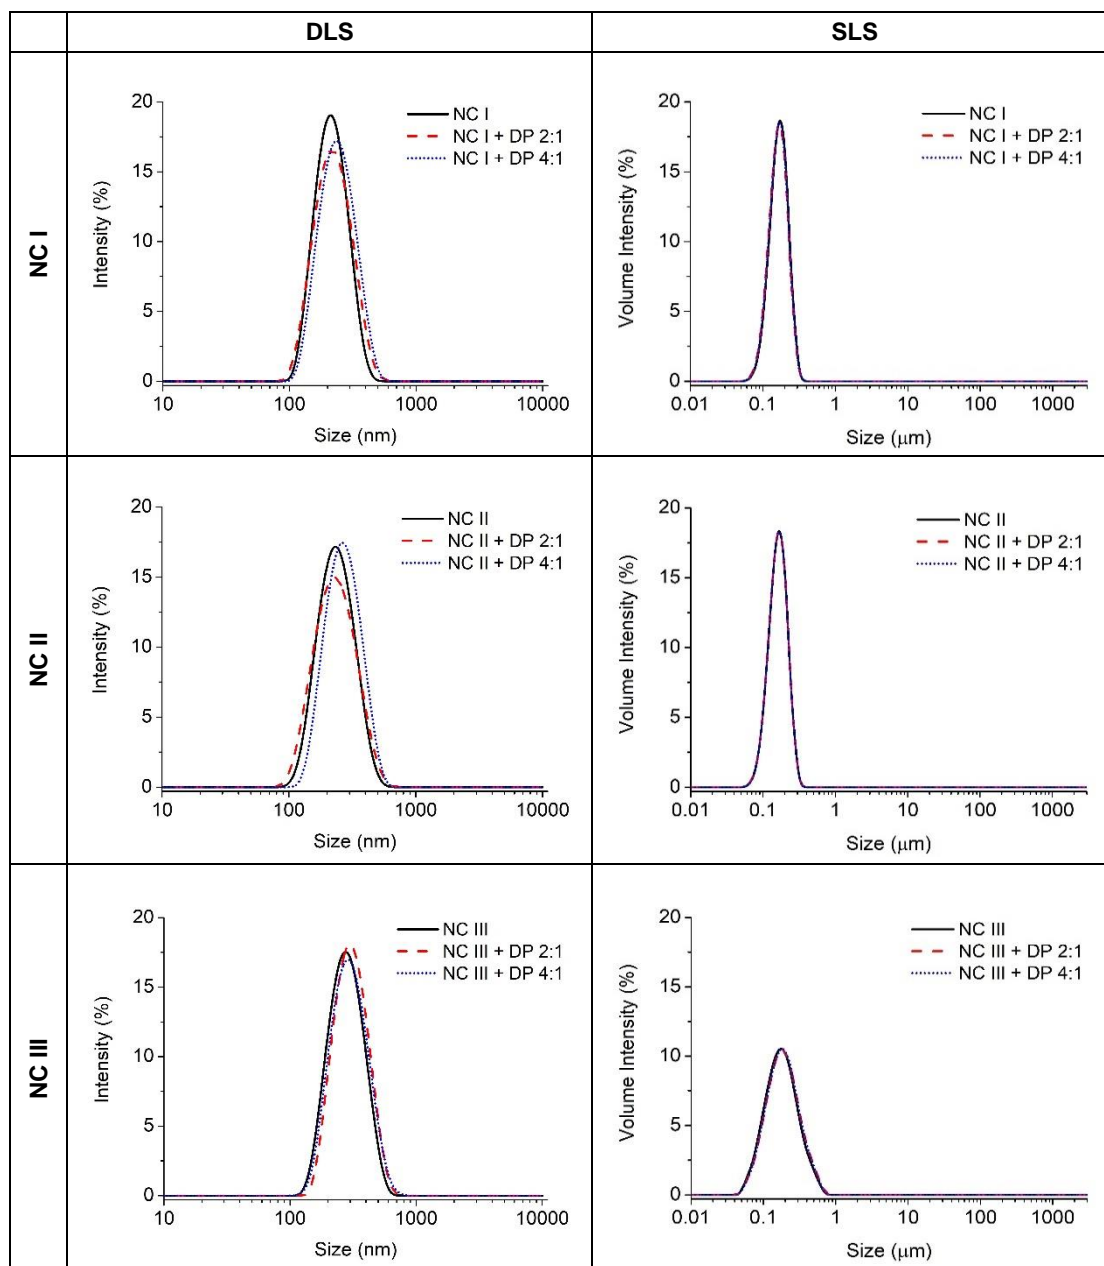 DLS
SLS
NC I
20
15
10
5
0
Intensity (%)
NC I
NC I + DP 2:1
NC I + DP 4:1
10
100
1000
10000
Size (nm)
20
15
10
5
0
Volume Intensity (%)
NC I
NC I + DP 2:1
NC I + DP 4:1
0.01
0.1
1
10
100
1000
Size (μm)
NC II
20
15
10
5
0
Intensity (%)
NC II
NC II + DP 2:1
NC II + DP 4:1
10
100
1000
10000
Size (nm)
20
15
10
5
0
Volume Intensity (%)
NC II
NC II + DP 2:1
NC II + DP 4:1
0.01
0.1
1
10
100
1000
Size (μm)
NC III
20
15
10
5
0
Intensity (%)
NC III
NC III + DP 2:1
NC III + DP 4:1
10
100
1000
10000
Size (nm)
20
15
10
5
0
Volume Intensity (%)
NC III
NC III + DP 2:1
NC III + DP 4:1
0.01
0.1
1
10
100
1000
Size (μm)